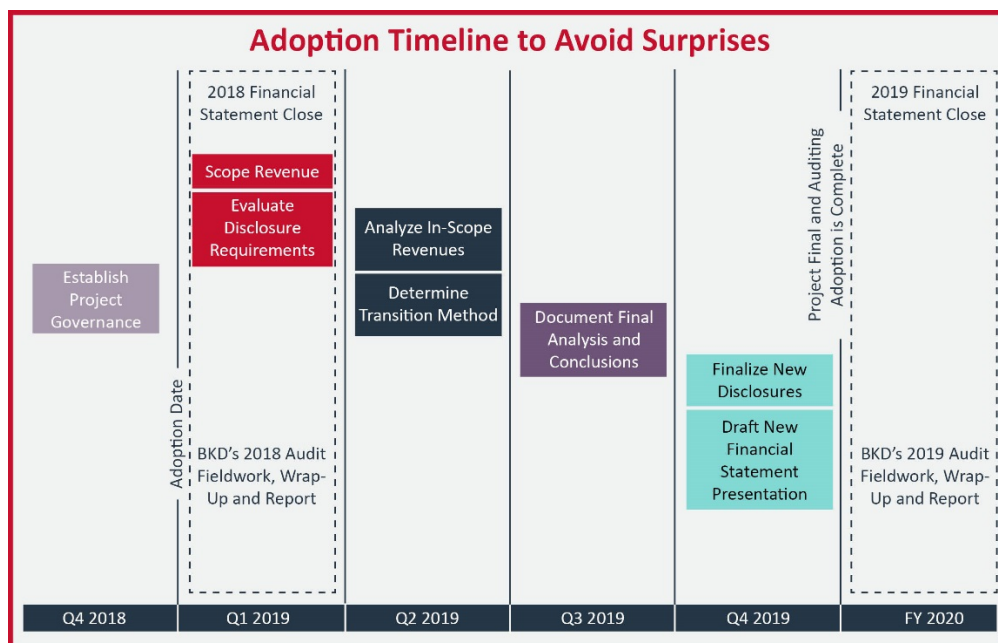 Adoption Timeline to Avoid Surprises
Establish
Project
Governance
Adoption Date
2018 Financial
Statement Close
Scope Revenue
Evaluate
Disclosure
Requirements
BKD's 2018 Audit
Fieldwork, Wrap-
Up and Report
Analyze In-Scope
Revenues
Determine
Transition Method
Document Final
Analysis and
Conclusions
Finalize New
Disclosures
Draft New
Financial
Statement
Presentation
Project Final and Auditing
Adoption is Complete
2019 Financial
Statement Close
BKD's 2019 Audit
Fieldwork, Wrap-
Up and Report
Q4 2018
Q1 2019
Q2 2019
Q3 2019
Q4 2019
FY 2020